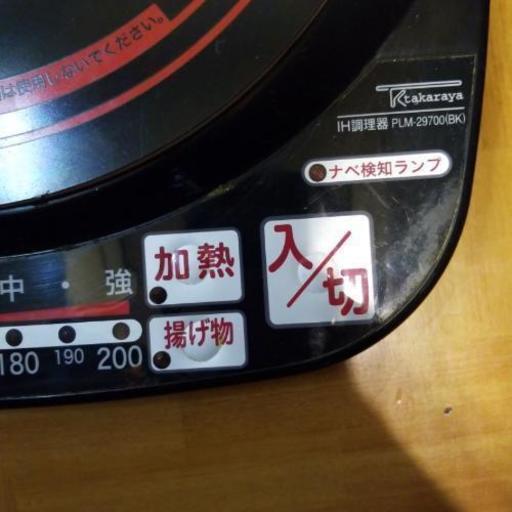 は使用しないでください。
takaraya
IH調理器 PLM-29700(BK)
ナベ検知ランプ
入/切
加熱
中・強
揚げ物
180 190 200